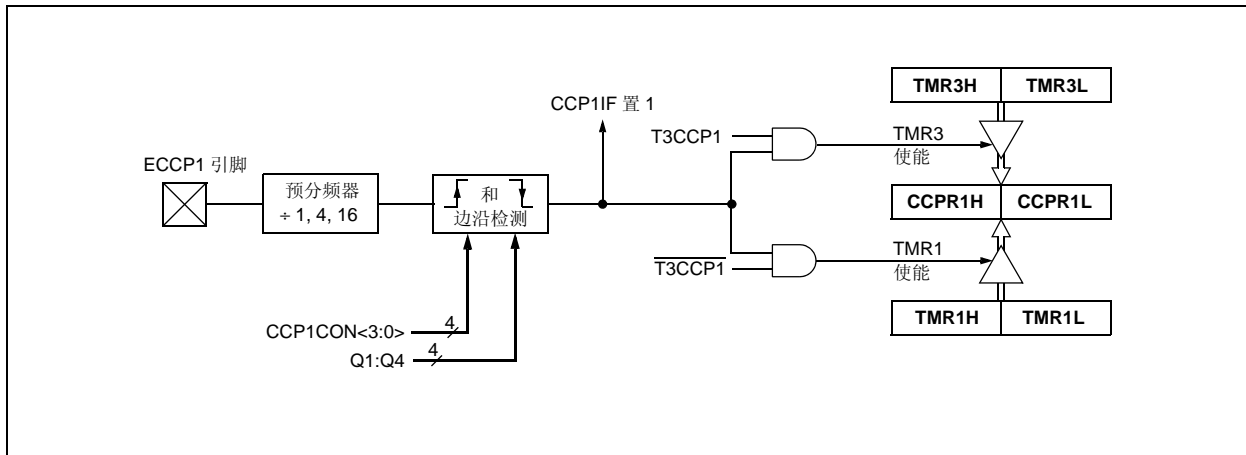 TMR3H TMR3L
CCP1IF 置 1
T3CCP1
TMR3
使能
ECCP1 引脚
预分频器
÷ 1, 4, 16
和
边沿检测
CCPR1H CCPR1L
T3CCP1
TMR1
使能
TMR1H TMR1L
CCP1CON<3:0>
4
Q1:Q4
4